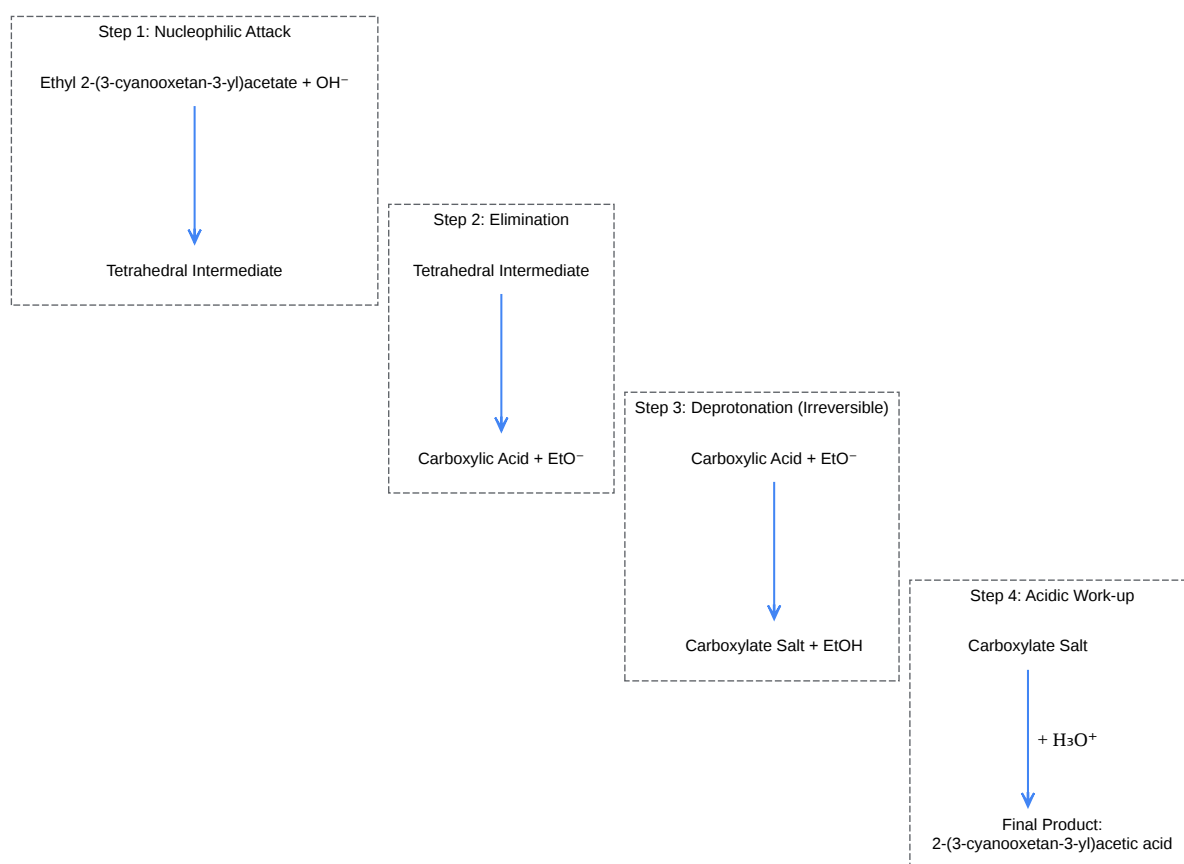 Step 1: Nucleophilic Attack
Ethyl 2-(3-cyanooxetan-3-yl)acetate + OH⁻
Tetrahedral Intermediate
Step 2: Elimination
Tetrahedral Intermediate
Carboxylic Acid + EtO⁻
Step 3: Deprotonation (Irreversible)
Carboxylic Acid + EtO⁻
Carboxylate Salt + EtOH
Step 4: Acidic Work-up
Carboxylate Salt
+ H₃O⁺
Final Product:
2-(3-cyanooxetan-3-yl)acetic acid